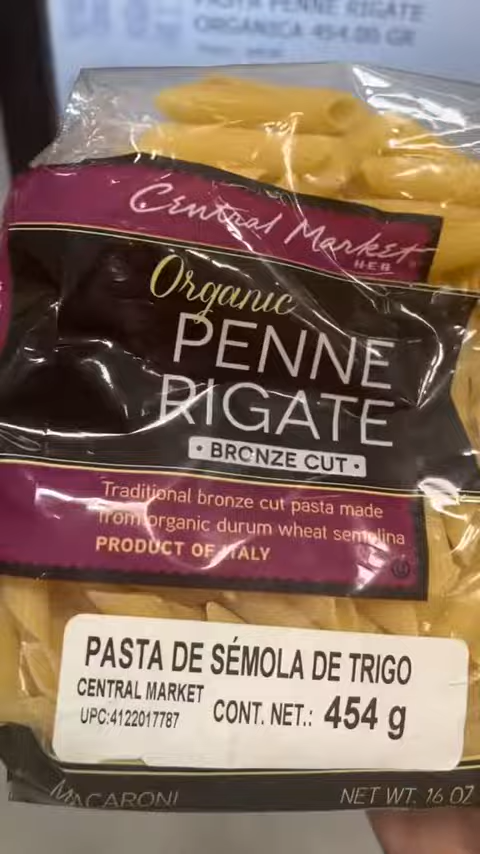 PASTA PENNE RIGATE
ORGANICA 454.00 GR
Central Market
H-E-B
Organic
PENNE
RIGATE
• BRONZE CUT •
Traditional bronze cut pasta made
from organic durum wheat semolina
PRODUCT OF ITALY
PASTA DE SÉMOLA DE TRIGO
CENTRAL MARKET
UPC:4122017787
CONT. NET.: 454 g
MACARONI
NET WT. 16 OZ